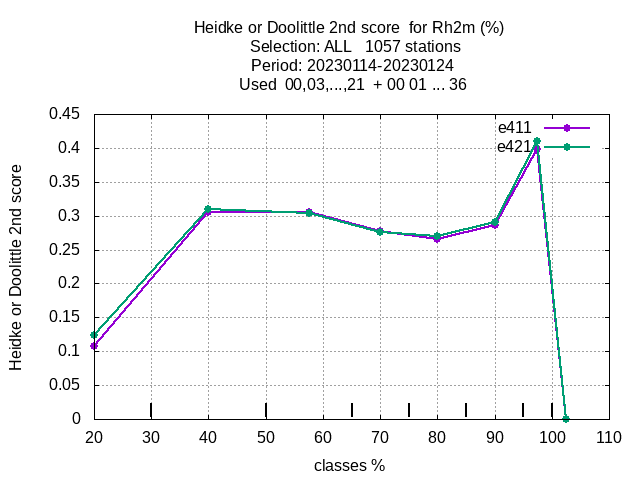 Heidke or Doolittle 2nd score  for Rh2m (%)
Selection: ALL   1057 stations
Period: 20230114-20230124
Used  00,03,...,21  + 00 01 ... 36
Heidke or Doolittle 2nd score
0.45
0.4
0.35
0.3
0.25
0.2
0.15
0.1
0.05
0
e411
e421
20 30 40 50 60 70 80 90 100 110
classes %